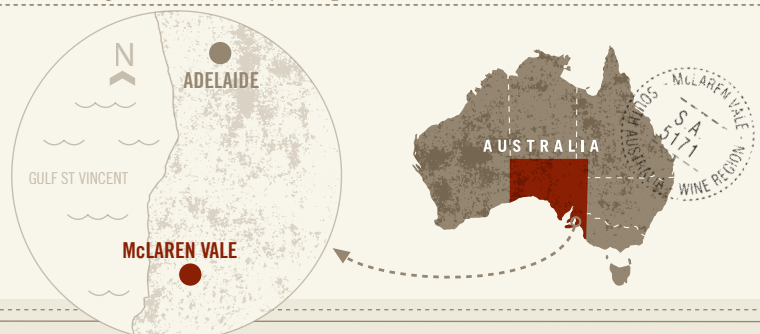 N
ADELAIDE
GULF ST VINCENT
McLAREN VALE
AUSTRALIA
McLAREN VALE
WINE REGION
AUSTRALIA
S A
5171